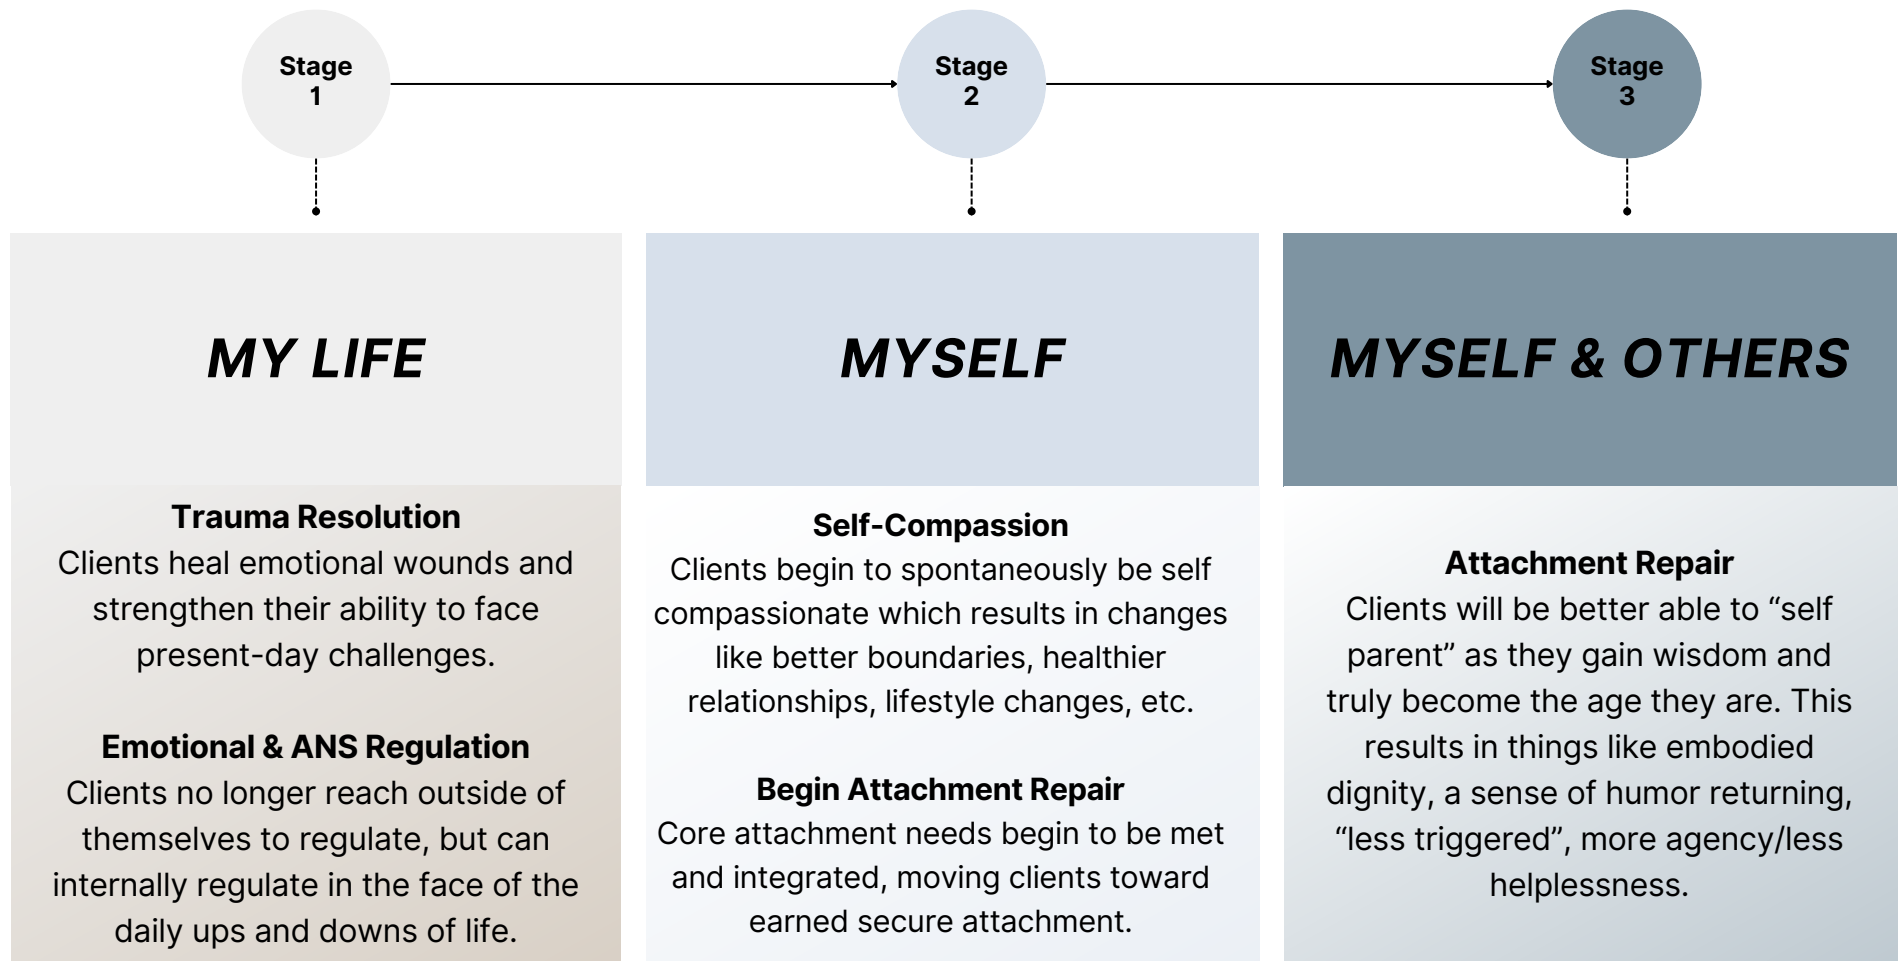 Stage
1
Stage
2
Stage
3
MY LIFE
Trauma Resolution
Clients heal emotional wounds and
strengthen their ability to face
present-day challenges.
Emotional & ANS Regulation
Clients no longer reach outside of
themselves to regulate, but can
internally regulate in the face of the
daily ups and downs of life.
MYSELF
Self-Compassion
Clients begin to spontaneously be self
compassionate which results in changes
like better boundaries, healthier
relationships, lifestyle changes, etc.
Begin Attachment Repair
Core attachment needs begin to be met
and integrated, moving clients toward
earned secure attachment.
MYSELF & OTHERS
Attachment Repair
Clients will be better able to “self
parent” as they gain wisdom and
truly become the age they are. This
results in things like embodied
dignity, a sense of humor returning,
“less triggered”, more agency/less
helplessness.